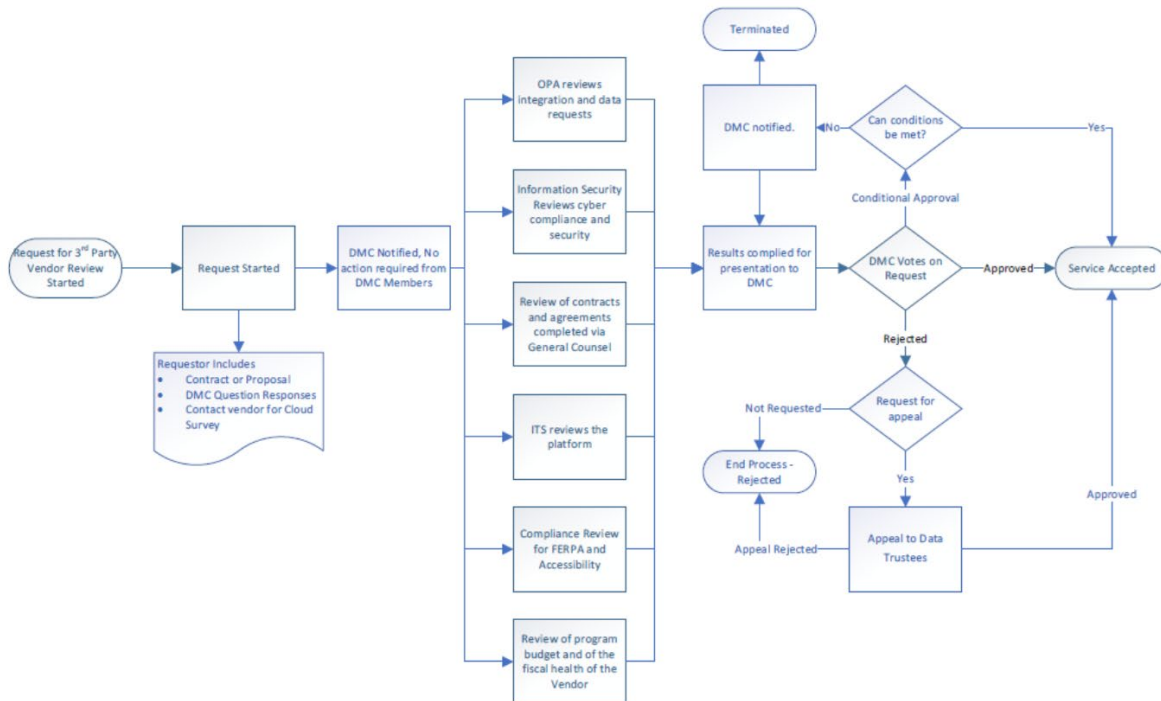 Request for 3rd Party
Vendor Review
Started
Request Started
Requestor Includes
• Contract or Proposal
• DMC Question Responses
• Contact vendor for Cloud
Survey
DMC Notified, No
action required from
DMC Members
OPA reviews
integration and data
requests
Information Security
Reviews cyber
compliance and
security
Review of contracts
and agreements
completed via
General Counsel
ITS reviews the
platform
Compliance Review
for FERPA and
Accessibility
Review of program
budget and of the
fiscal health of the
Vendor
Terminated
DMC notified.
No
Can conditions
be met?
Yes
Conditional Approval
Results complied for
presentation to
DMC
DMC Votes on
Request
Approved
Service Accepted
Rejected
Request for
appeal
Not Requested
End Process -
Rejected
Yes
Appeal Rejected
Appeal to Data
Trustees
Approved